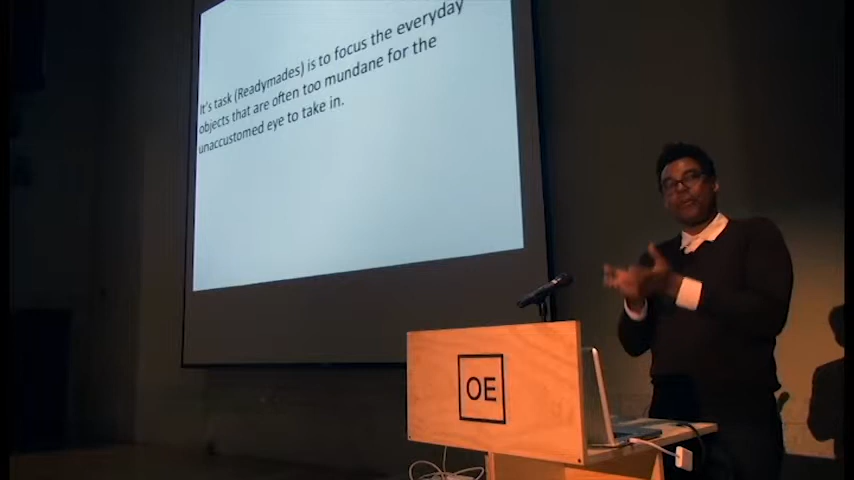 It's task (Readymades) is to focus the everyday
objects that are often too mundane for the
unaccustomed eye to take in.
OE